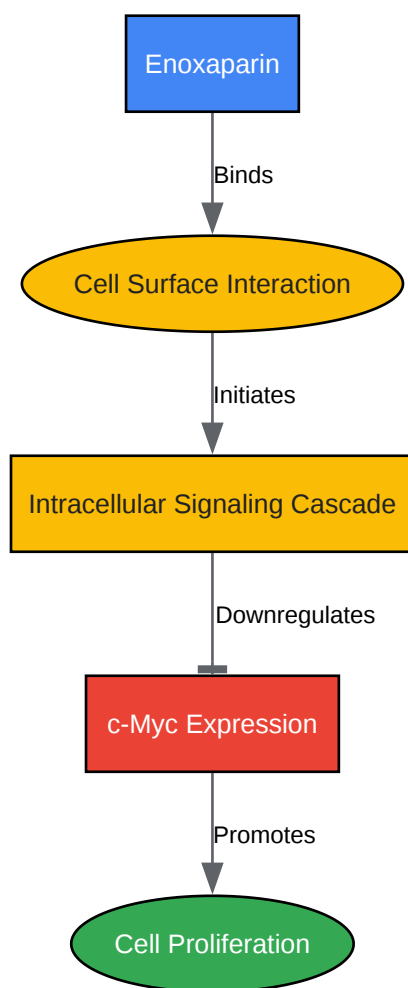 Enoxaparin
Binds
Cell Surface Interaction
Initiates
Intracellular Signaling Cascade
Downregulates
c-Myc Expression
Promotes
Cell Proliferation